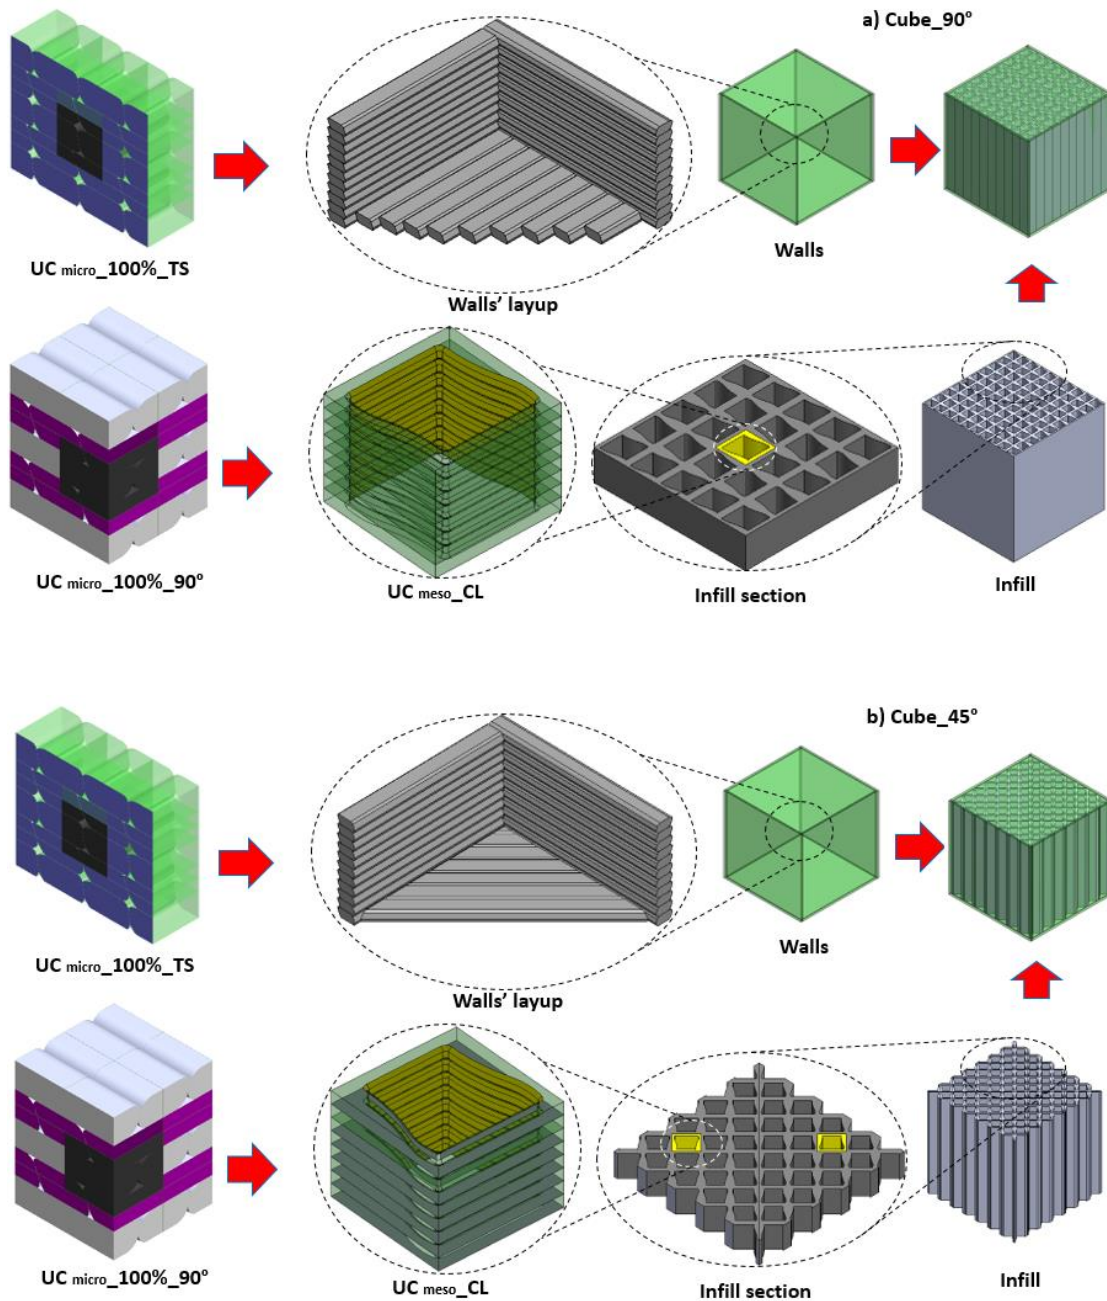 a) Cube_90°
UC micro_100%_TS
Walls' layup
Walls
UC micro_100%_90°
UC meso_CL
Infill section
Infill
b) Cube_45°
UC micro_100%_TS
Walls' layup
Walls
UC micro_100%_90°
UC meso_CL
Infill section
Infill